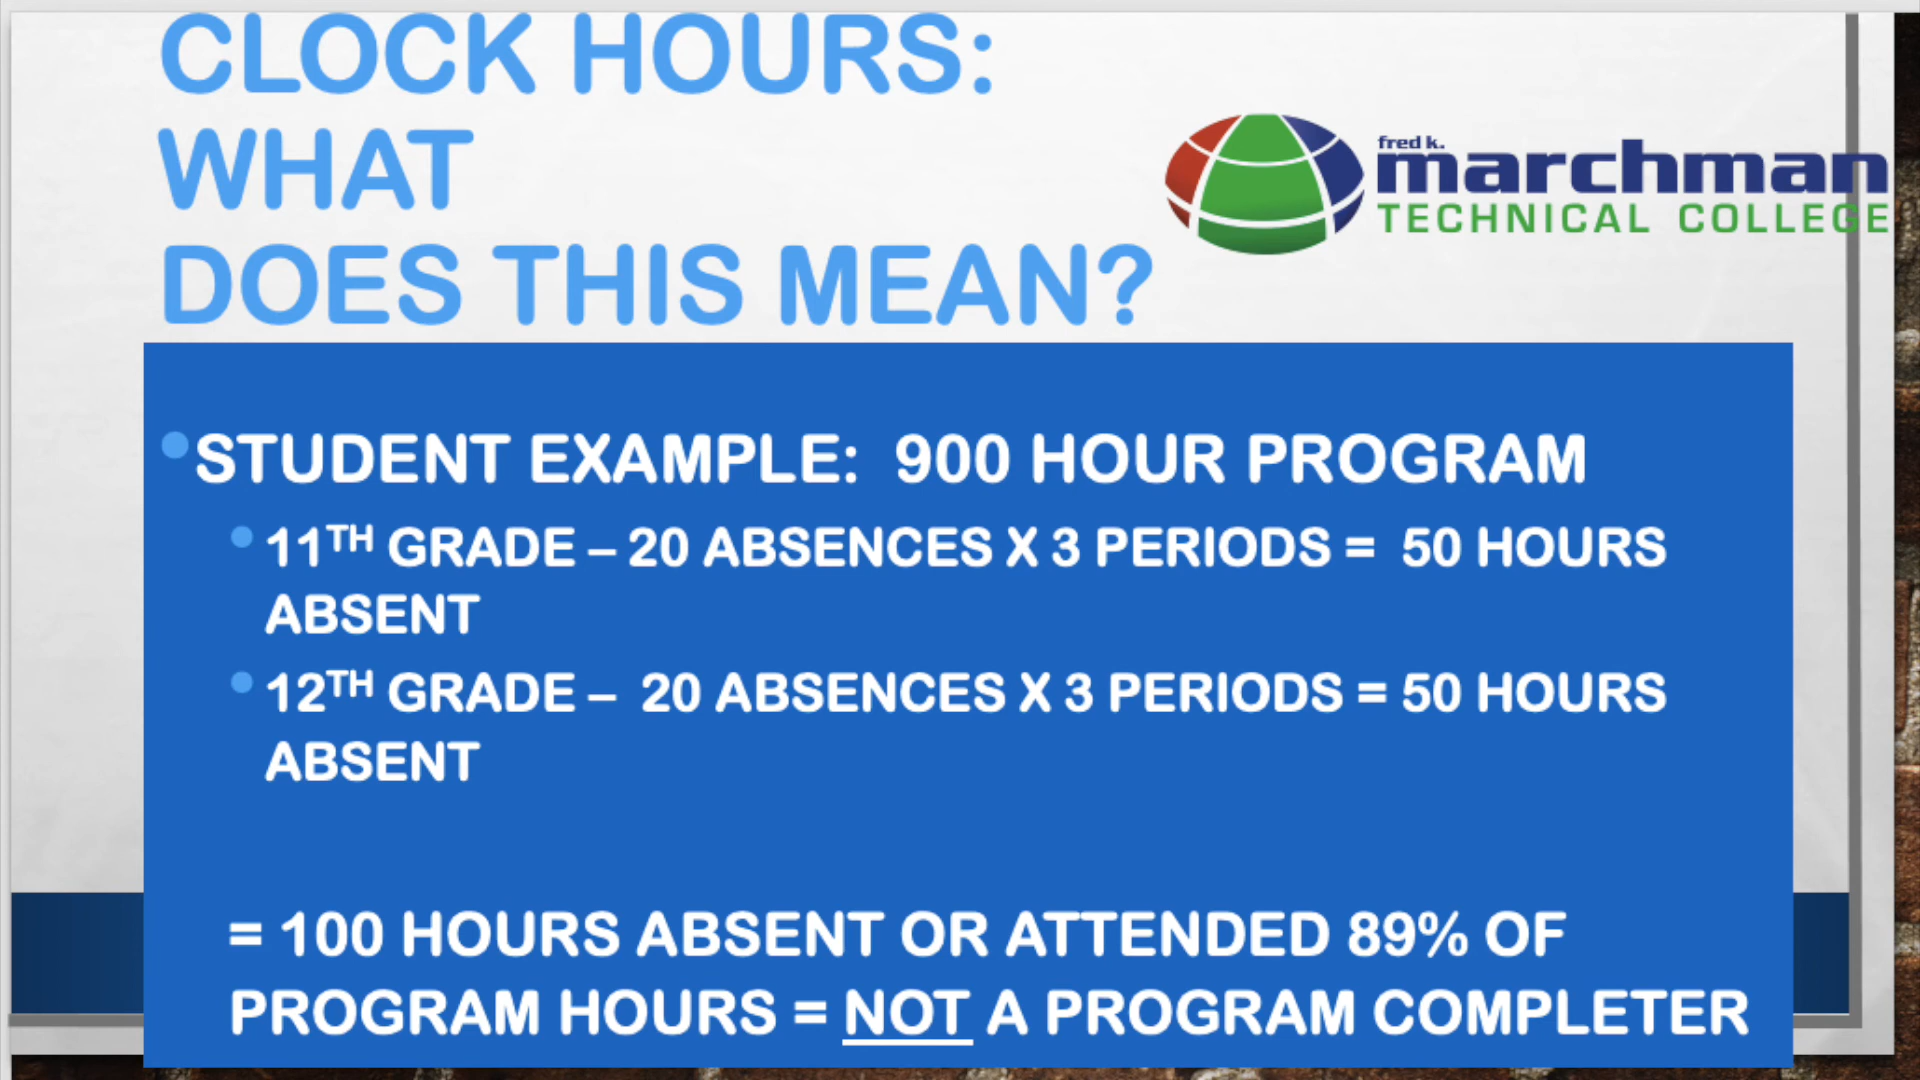 CLOCK HOURS:
WHAT
DOES THIS MEAN?
fred k.
marchman
TECHNICAL COLLEGE
•STUDENT EXAMPLE:  900 HOUR PROGRAM
• 11TH GRADE – 20 ABSENCES X 3 PERIODS =  50 HOURS
ABSENT
• 12TH GRADE –  20 ABSENCES X 3 PERIODS = 50 HOURS
ABSENT
= 100 HOURS ABSENT OR ATTENDED 89% OF
PROGRAM HOURS = NOT A PROGRAM COMPLETER